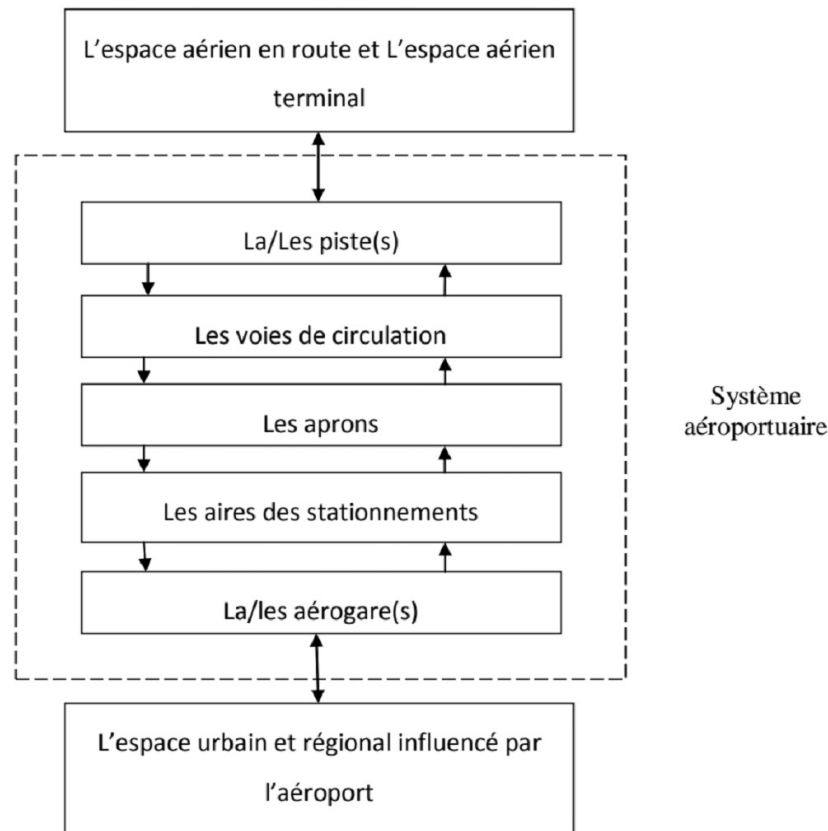 L’espace aérien en route et L’espace aérien
terminal
La/Les piste(s)
Les voies de circulation
Les aprons
Les aires des stationnements
La/les aérogare(s)
Système
aéroportuaire
L’espace urbain et régional influencé par
l’aéroport